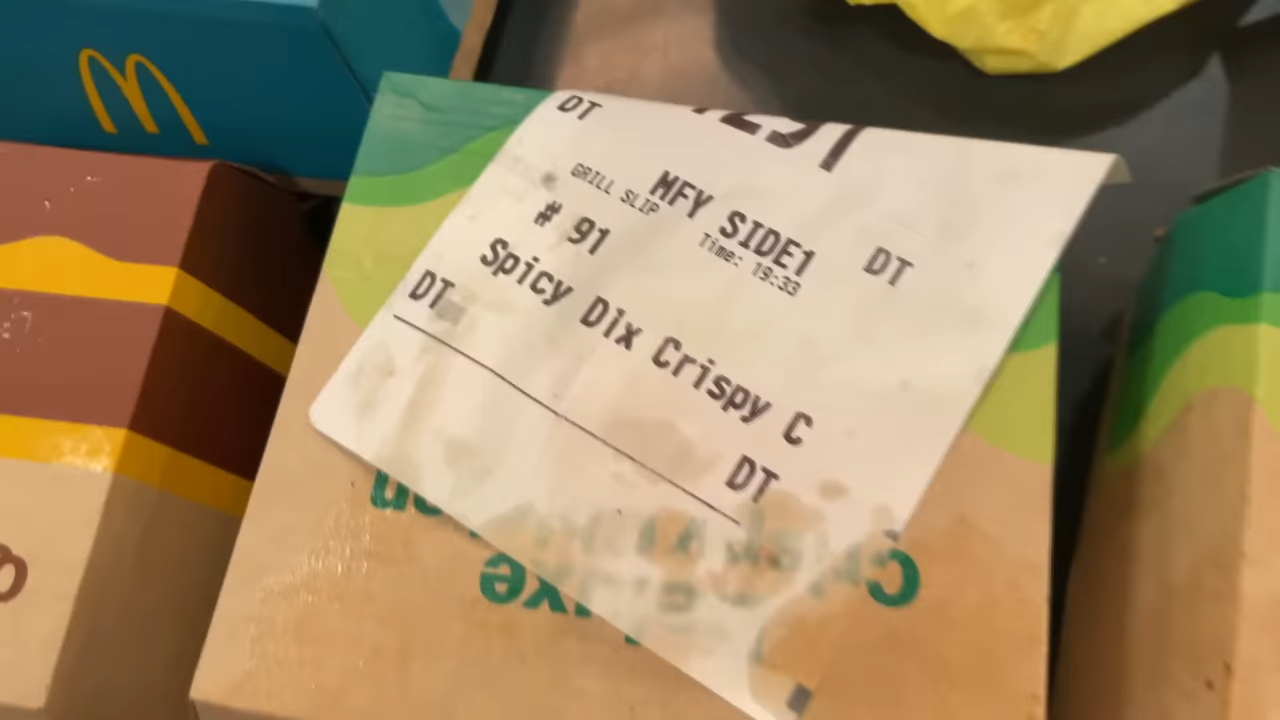 DT
MFY SIDE1 DT
GRILL SLIP Time: 19:33
# 91
Spicy Dlx Crispy C
DT DT